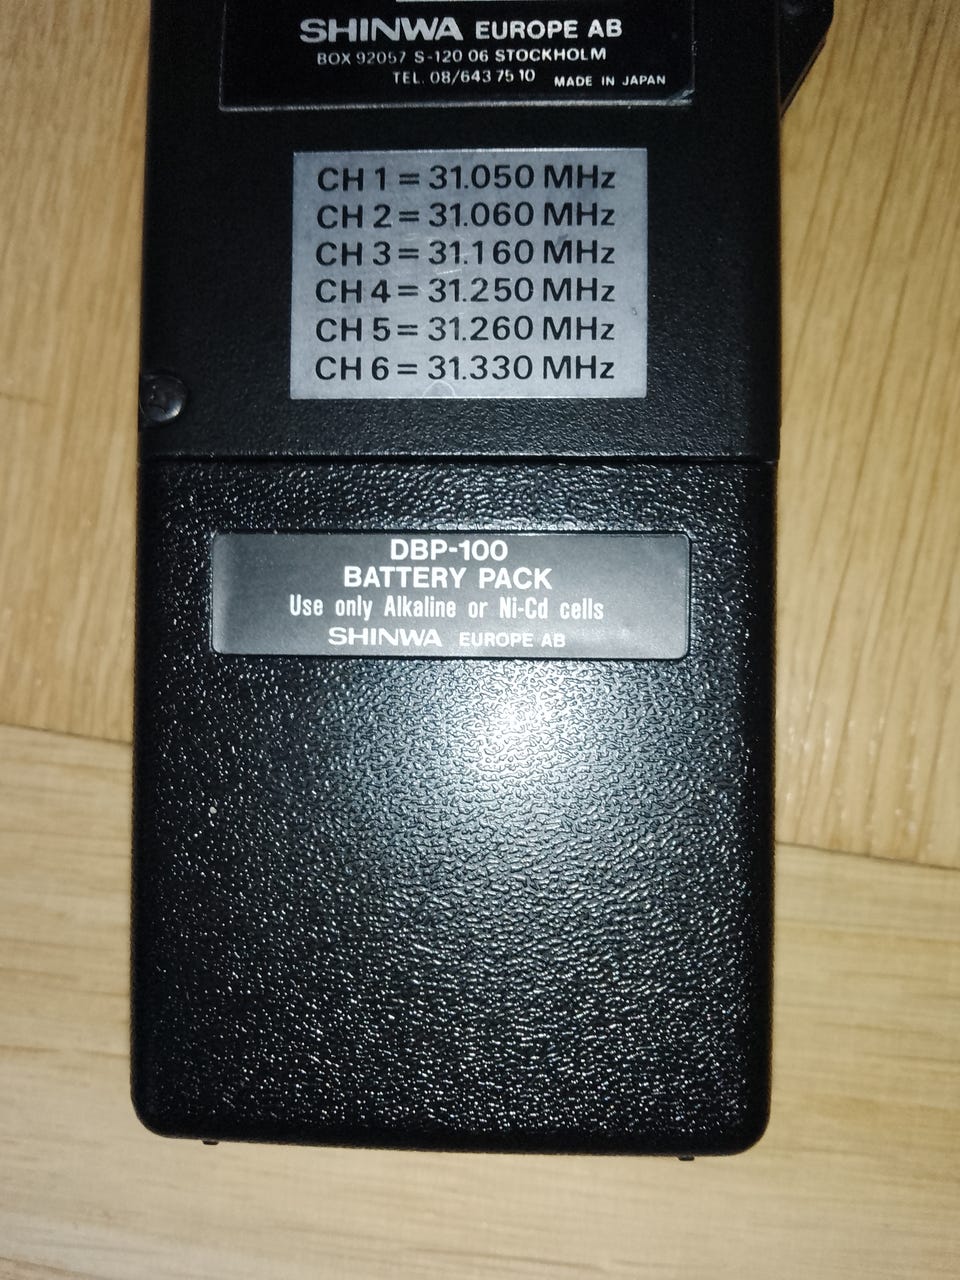 SHINWA EUROPE AB
BOX 92057 S-120 06 STOCKHOLM
TEL. 08/643 75 10 MADE IN JAPAN
CH 1 = 31.050 MHz
CH 2 = 31.060 MHz
CH 3 = 31.160 MHz
CH 4 = 31.250 MHz
CH 5 = 31.260 MHz
CH 6 = 31.330 MHz
DBP-100
BATTERY PACK
Use only Alkaline or Ni-Cd cells
SHINWA EUROPE AB